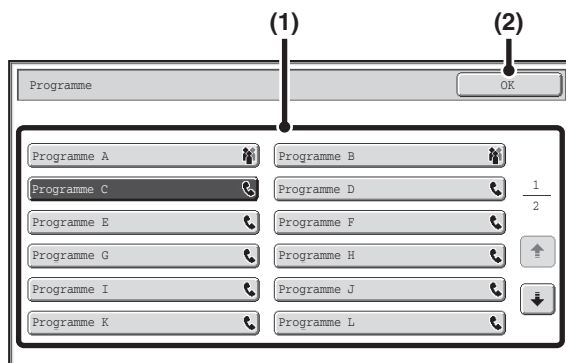 (1) (2)
Programme OK
Programme A Programme B
Programme C Programme D 1
2
Programme E Programme F
Programme G Programme H
Programme I Programme J
Programme K Programme L